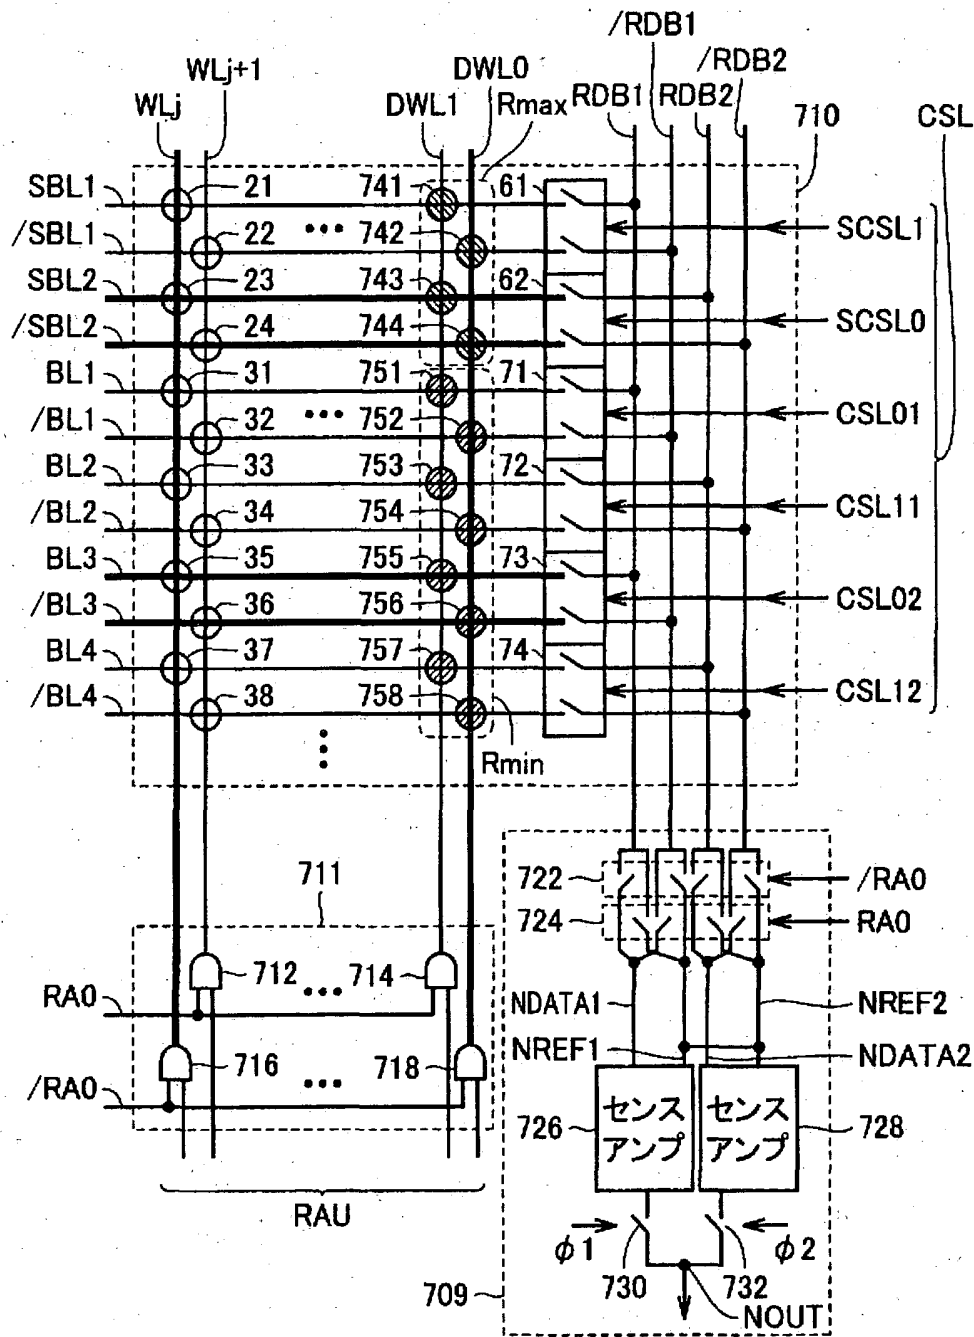 /RDB1
WLj+1
DWL0
/RDB2
WLj
DWL1
Rmax
RDB1
RDB2
710
CSL
SBL1
21
741
61
/SBL1
22
•••
742
SCSL1
SBL2
23
743
62
/SBL2
24
744
SCSL0
BL1
31
751
71
/BL1
32
•••
752
CSL01
BL2
33
753
72
/BL2
34
754
CSL11
BL3
35
755
73
/BL3
36
756
CSL02
BL4
37
757
74
/BL4
38
758
CSL12
Rmin
711
722
/RA0
724
RA0
712
•••
714
RA0
NDATA1
NREF2
716
•••
718
NREF1
NDATA2
/RA0
726
センス
アンプ
センス
アンプ
728
RAU
φ1
730
732
φ2
709
NOUT